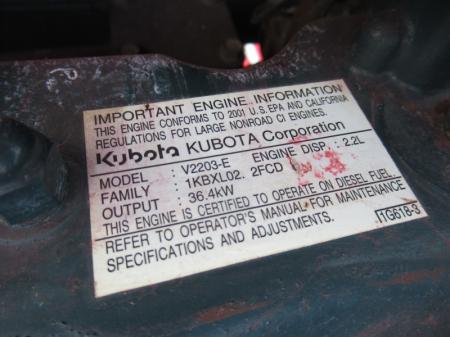 IMPORTANT ENGINE INFORMATION
THIS ENGINE CONFORMS TO 2001 U.S.EPA AND CALIFORNIA
REGULATIONS FOR LARGE NONROAD CI ENGINES.
Kubota KUBOTA Corporation
MODEL : V2203-E ENGINE DISP.: 2.2L
FAMILY : 1KBXL02. 2FCD
OUTPUT : 36.4kW
THIS ENGINE IS CERTIFIED TO OPERATE ON DIESEL FUEL.
REFER TO OPERATOR'S MANUAL FOR MAINTENANCE
SPECIFICATIONS AND ADJUSTMENTS.
1G618-3